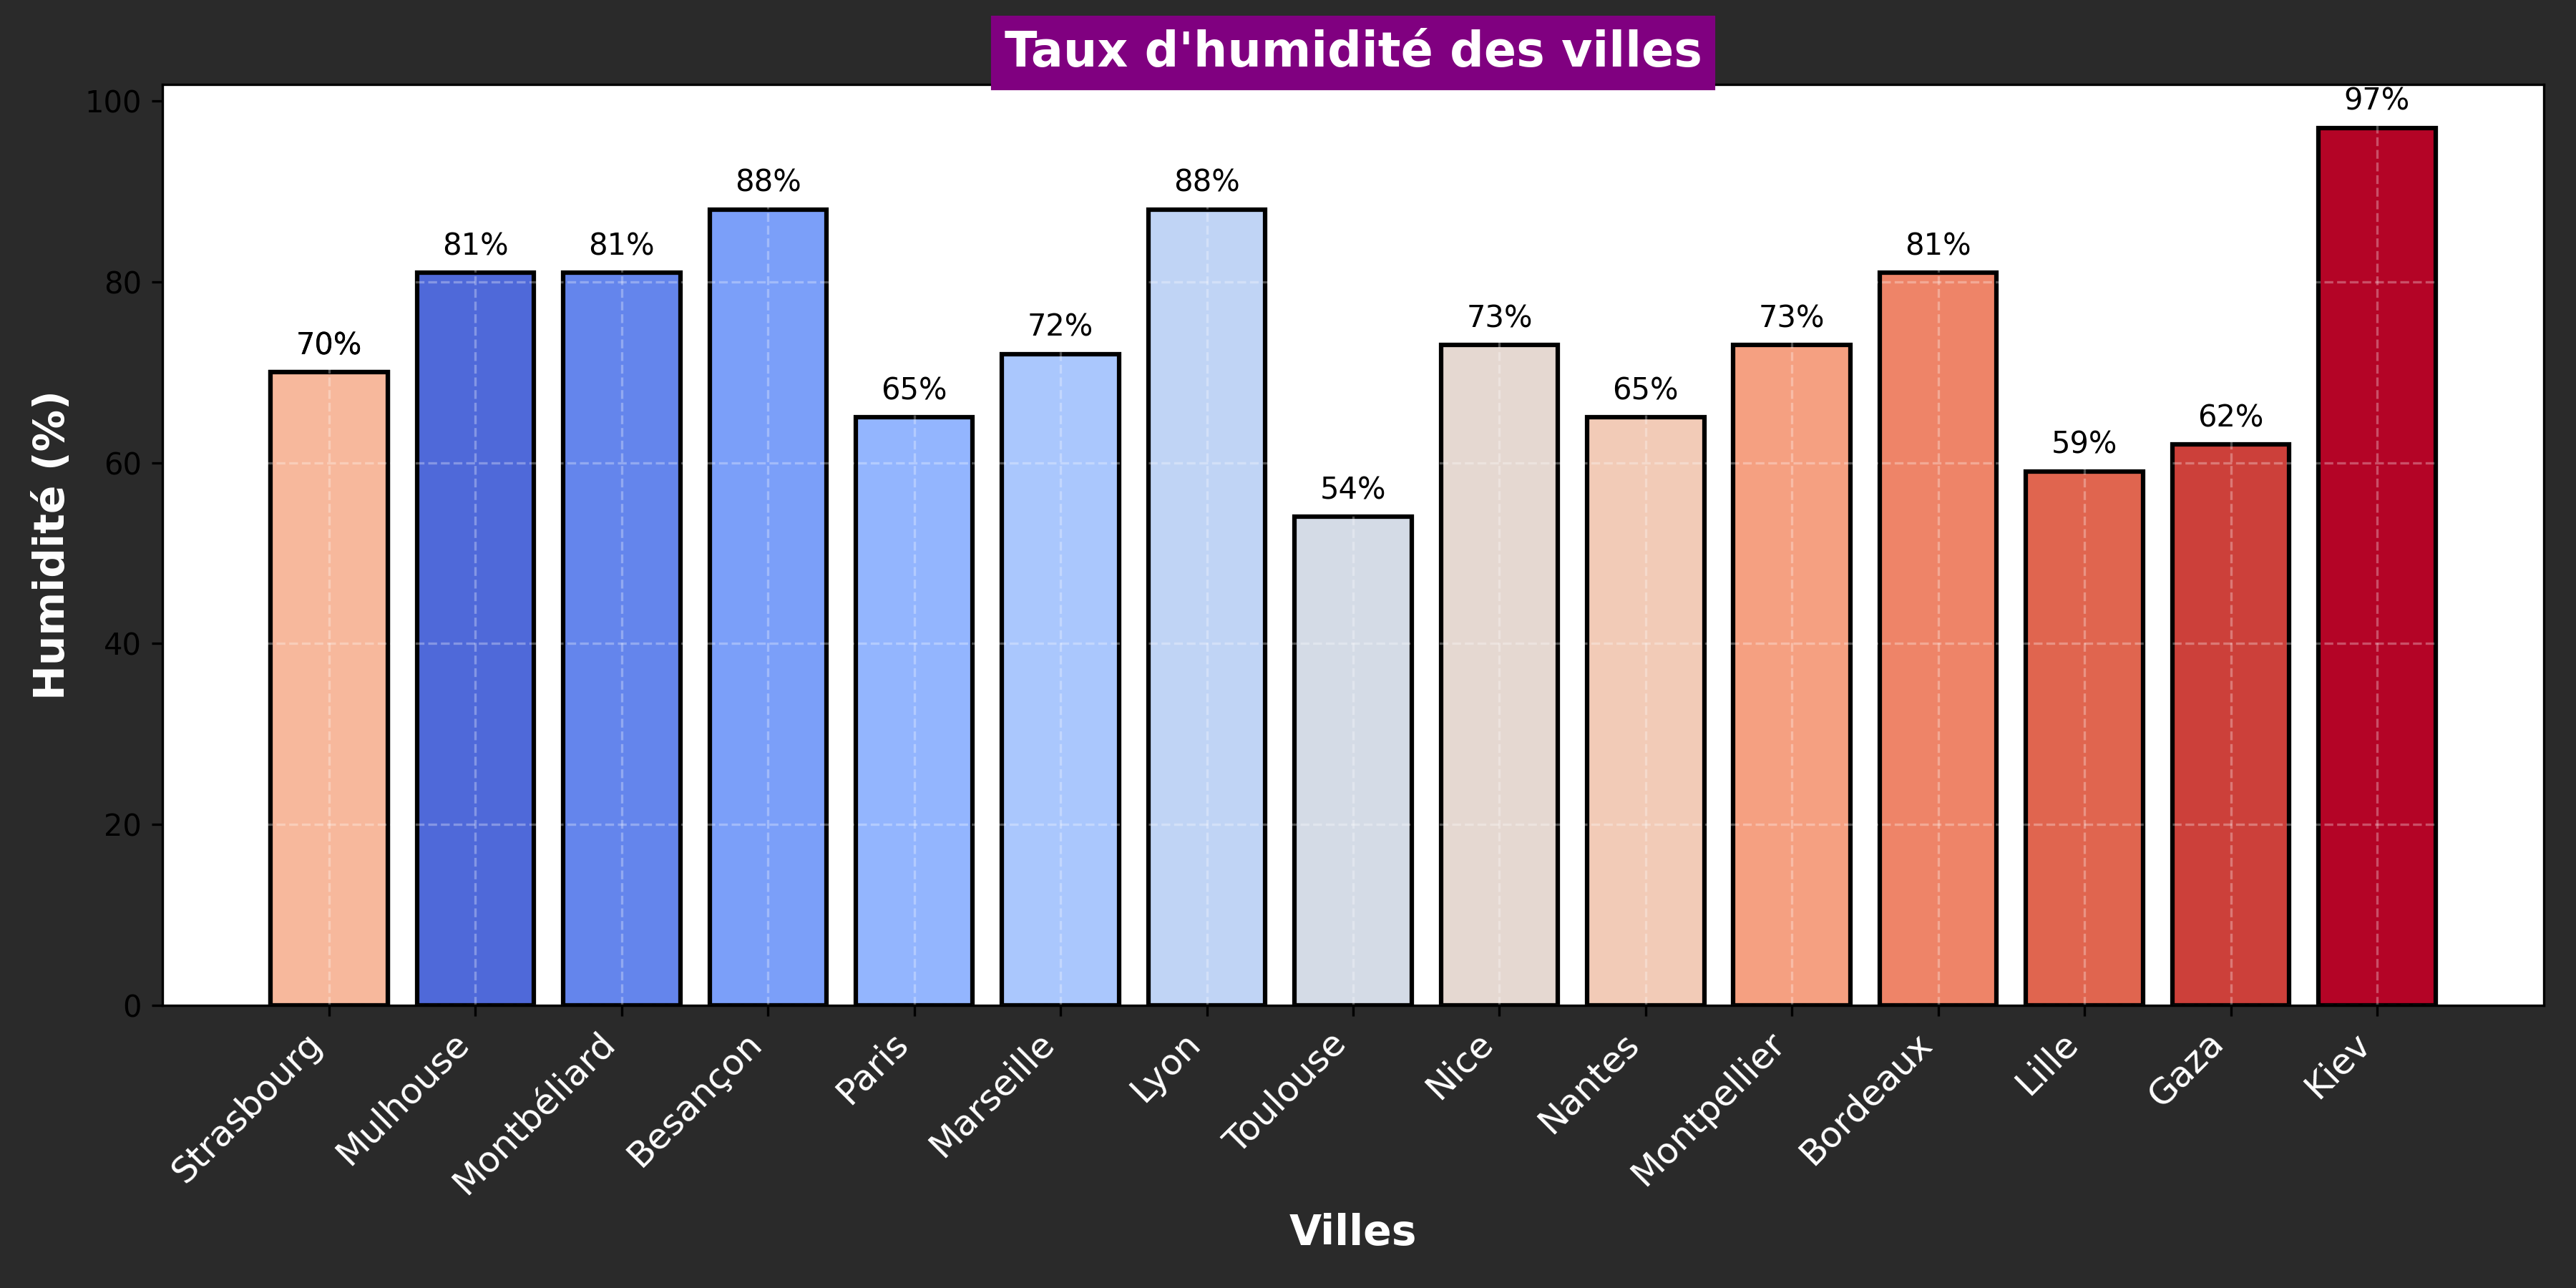 Taux d'humidité des villes
Humidité (%)
100
80
60
40
20
0
70%
81%
81%
88%
65%
72%
88%
54%
73%
65%
73%
81%
59%
62%
97%
Strasbourg
Mulhouse
Montbéliard
Besançon
Paris
Marseille
Lyon
Toulouse
Nice
Nantes
Montpellier
Bordeaux
Lille
Gaza
Kiev
Villes